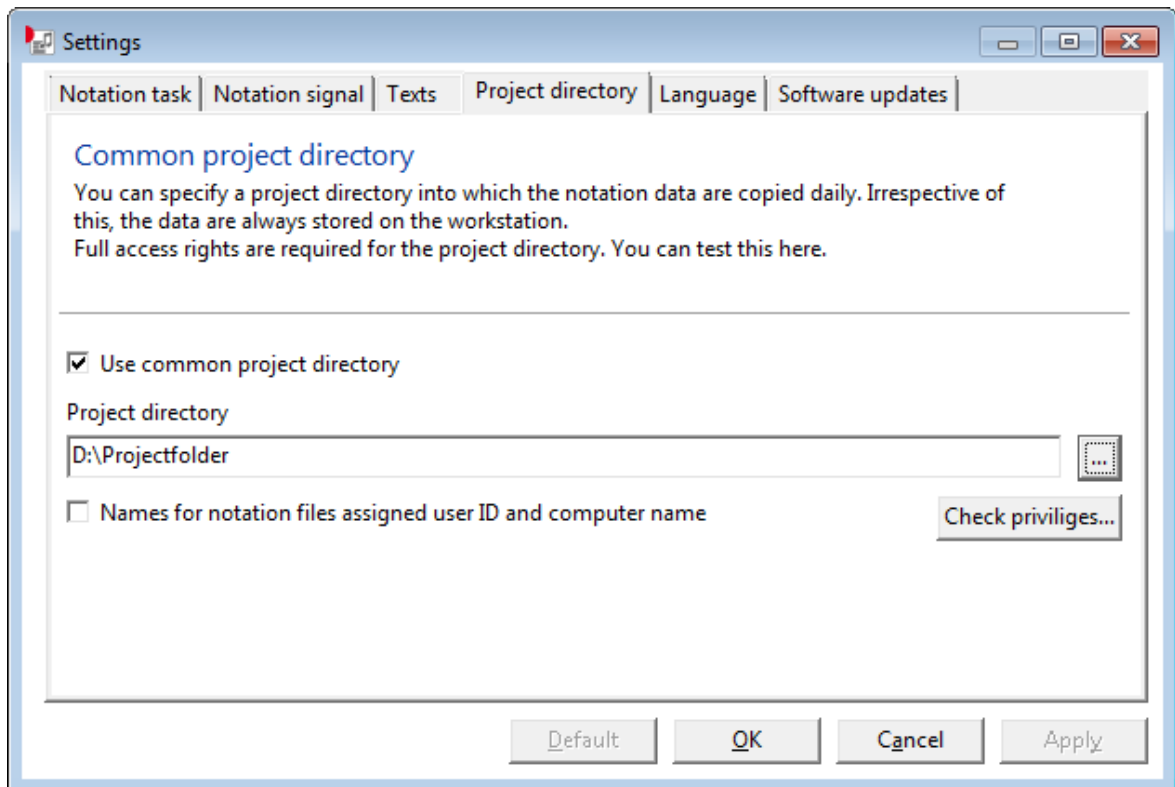 Settings
Notation task Notation signal Texts Project directory Language Software updates
Common project directory
You can specify a project directory into which the notation data are copied daily. Irrespective of
this, the data are always stored on the workstation.
Full access rights are required for the project directory. You can test this here.
Use common project directory
Project directory
D:\Projectfolder
...
Names for notation files assigned user ID and computer name
Check priviliges...
Default OK Cancel Apply